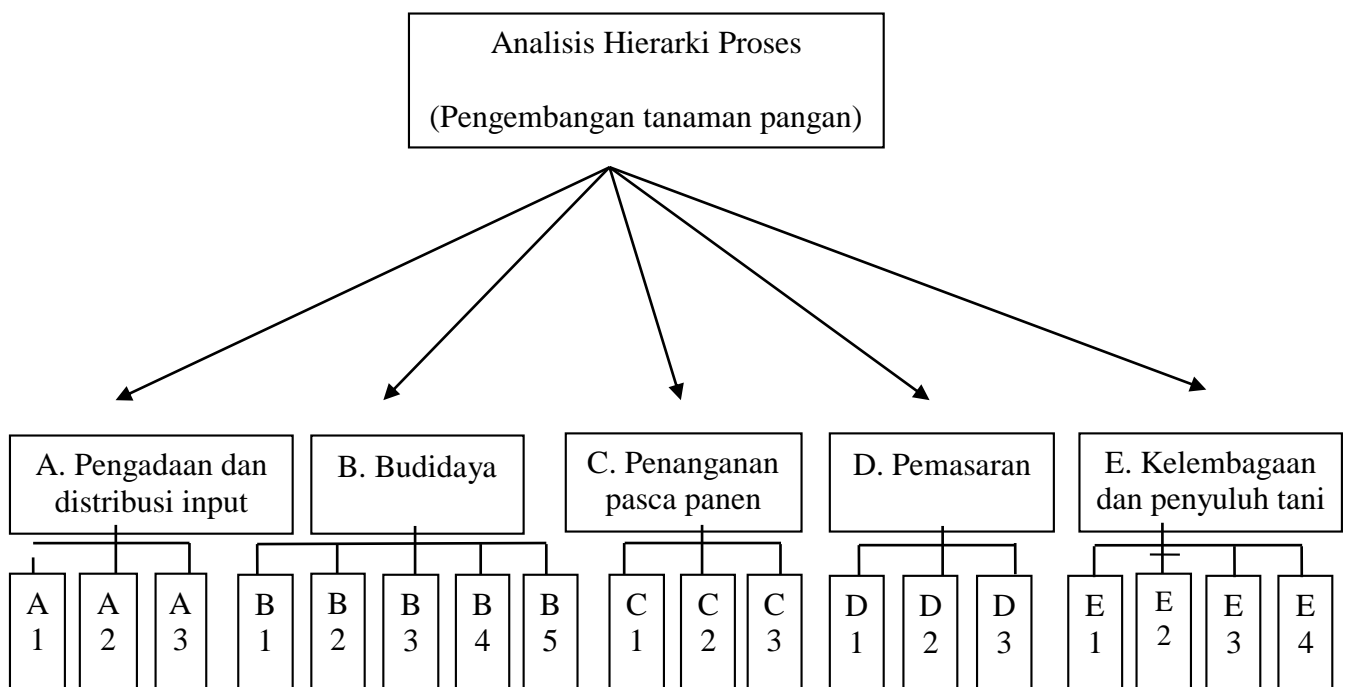 Analisis Hierarki Proses
(Pengembangan tanaman pangan)
A. Pengadaan dan
distribusi input
B. Budidaya
C. Penanganan
pasca panen
D. Pemasaran
E. Kelembagaan
dan penyuluh tani
A
1
A
2
A
3
B
1
B
2
B
3
B
4
B
5
C
1
C
2
C
3
D
1
D
2
D
3
E
1
E
2
E
3
E
4